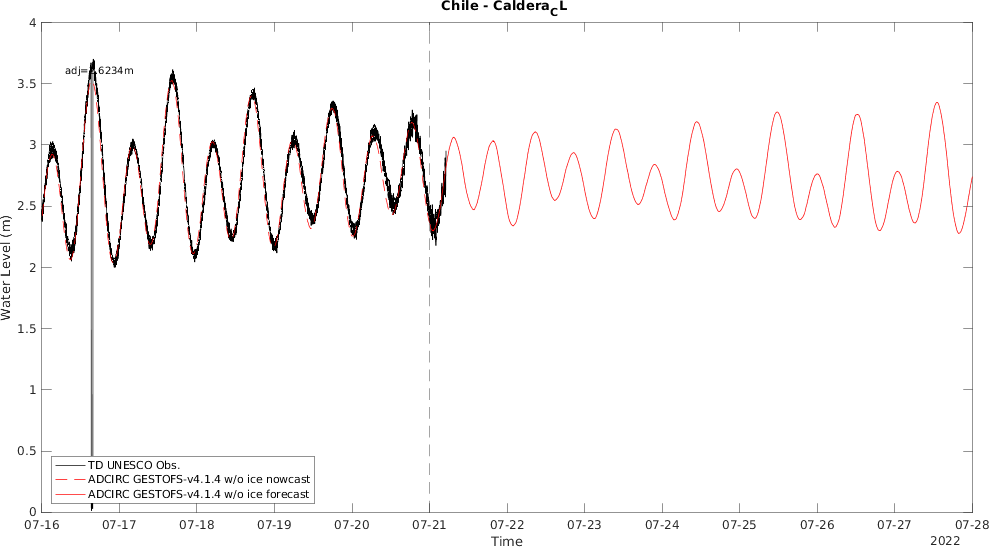 Chile - Caldera_CL
4
3.5
3
2.5
2
1.5
1
0.5
0
Water Level (m)
TD UNESCO Obs.
ADCIRC GESTOFS-v4.1.4 w/o ice nowcast
ADCIRC GESTOFS-v4.1.4 w/o ice forecast
07-16 07-17 07-18 07-19 07-20 07-21 07-22 07-23 07-24 07-25 07-26 07-27 07-28
Time
2022